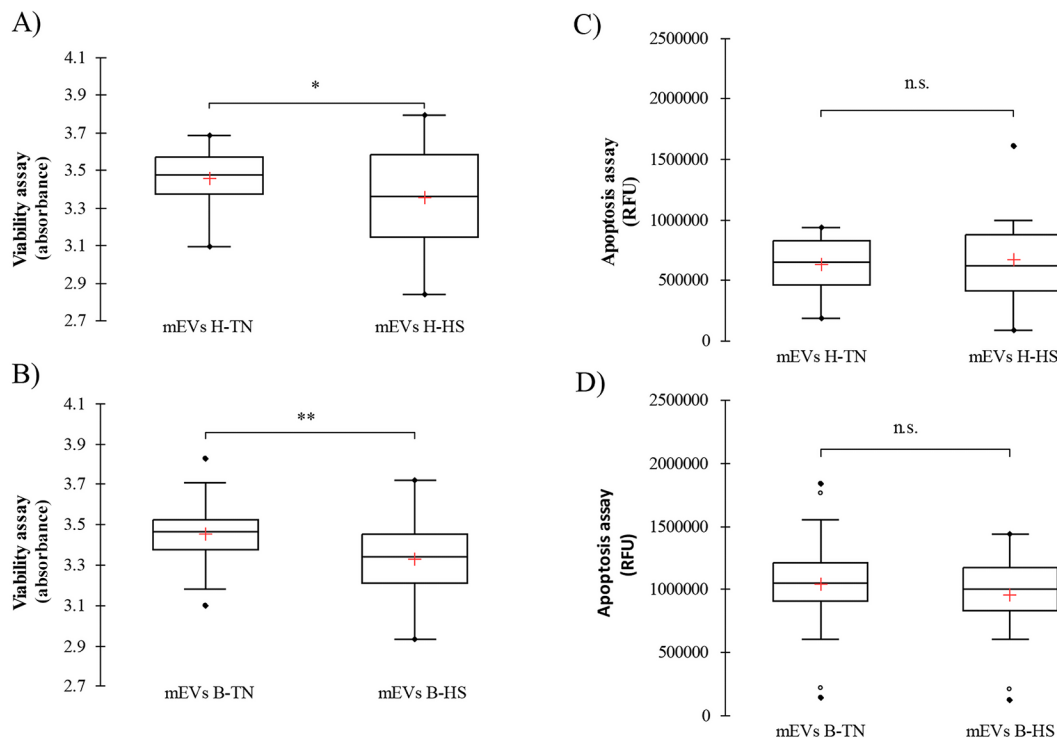 A)
4.1
3.9
3.7
3.5
3.3
3.1
2.9
2.7
Viability assay
(absorbance)
*
mEVs H-TN
mEVs H-HS
B)
4.1
3.9
3.7
3.5
3.3
3.1
2.9
2.7
Viability assay
(absorbance)
**
mEVs B-TN
mEVs B-HS
C)
2500000
2000000
1500000
1000000
500000
0
Apoptosis assay
(RFU)
n.s.
mEVs H-TN
mEVs H-HS
D)
2500000
2000000
1500000
1000000
500000
0
Apoptosis assay
(RFU)
n.s.
mEVs B-TN
mEVs B-HS